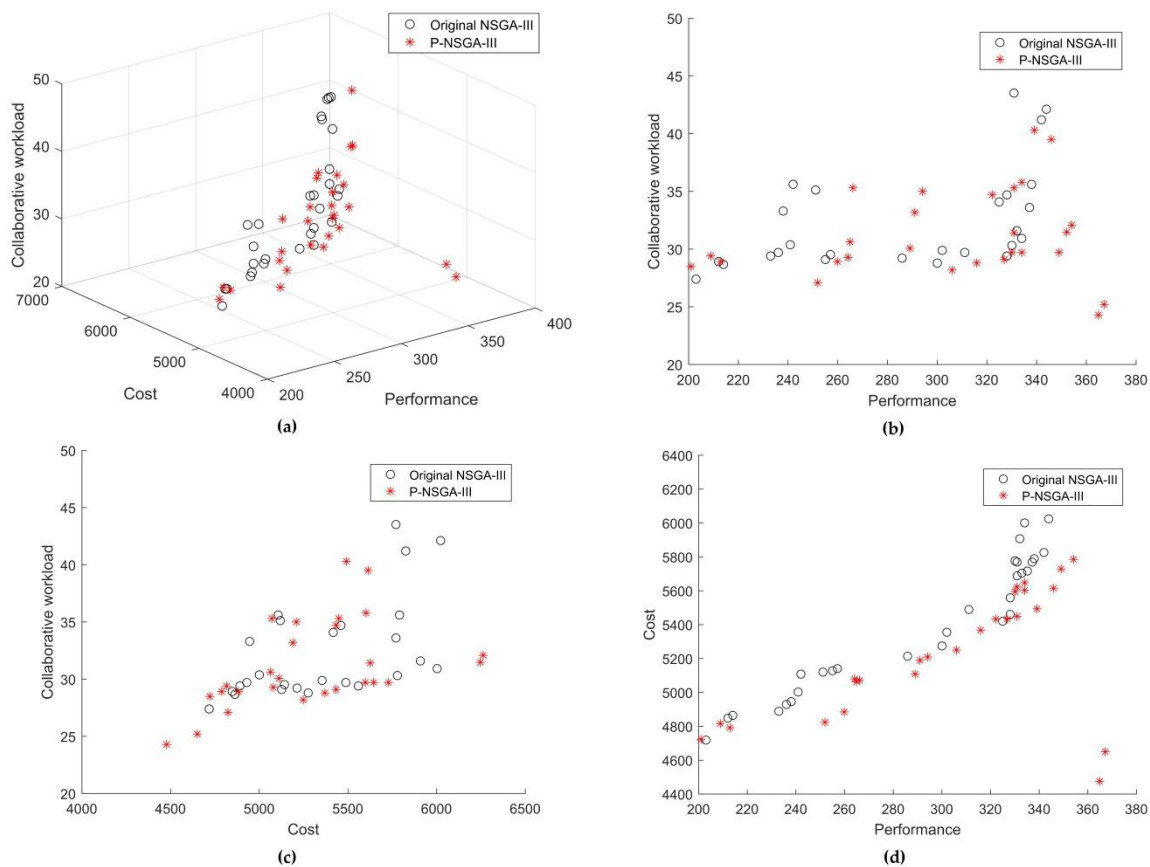 Original NSGA-III
P-NSGA-III
50
40
30
20
Collaborative workload
7000
6000
5000
4000
Cost
200
250
300
350
400
Performance
(a)
Original NSGA-III
P-NSGA-III
50
45
40
35
30
25
20
Collaborative workload
200 220 240 260 280 300 320 340 360 380
Performance
(b)
Original NSGA-III
P-NSGA-III
50
45
40
35
30
25
20
Collaborative workload
4000 4500 5000 5500 6000 6500
Cost
(c)
Original NSGA-III
P-NSGA-III
6400
6200
6000
5800
5600
5400
5200
5000
4800
4600
4400
Cost
200 220 240 260 280 300 320 340 360 380
Performance
(d)